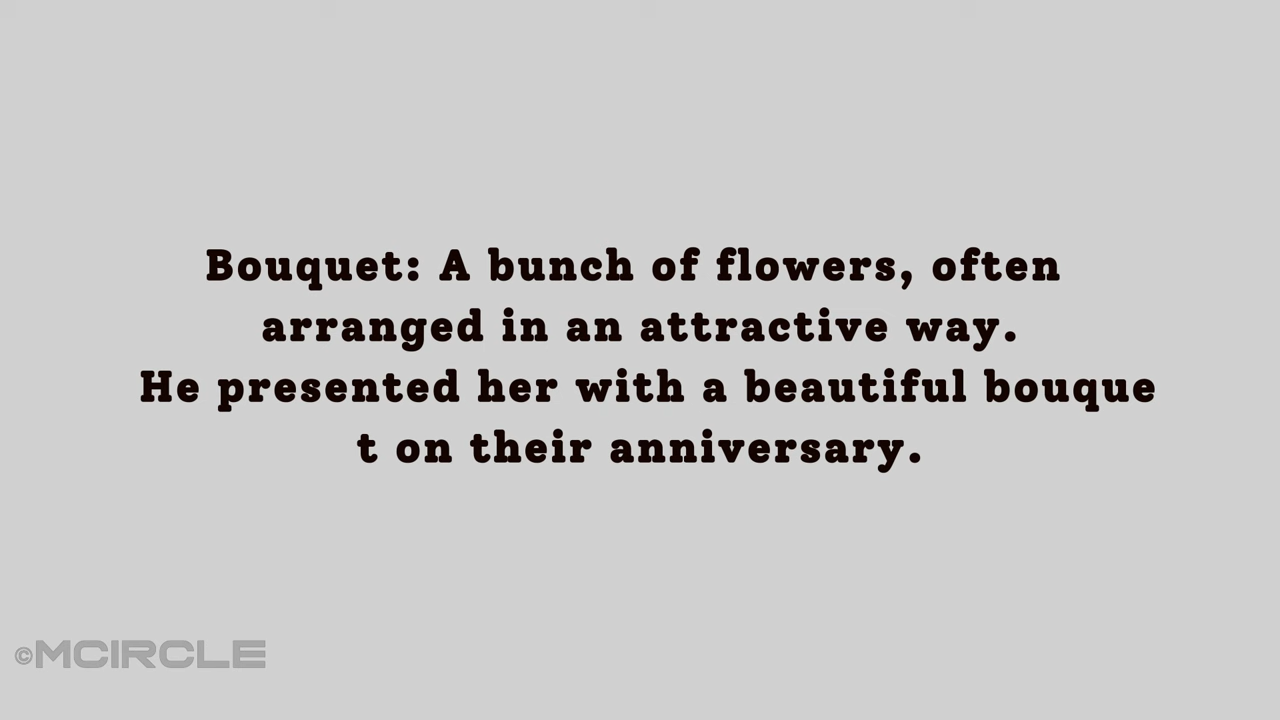 Bouquet: A bunch of flowers, often
arranged in an attractive way.
He presented her with a beautiful bouque
t on their anniversary.
©MCIRCLE